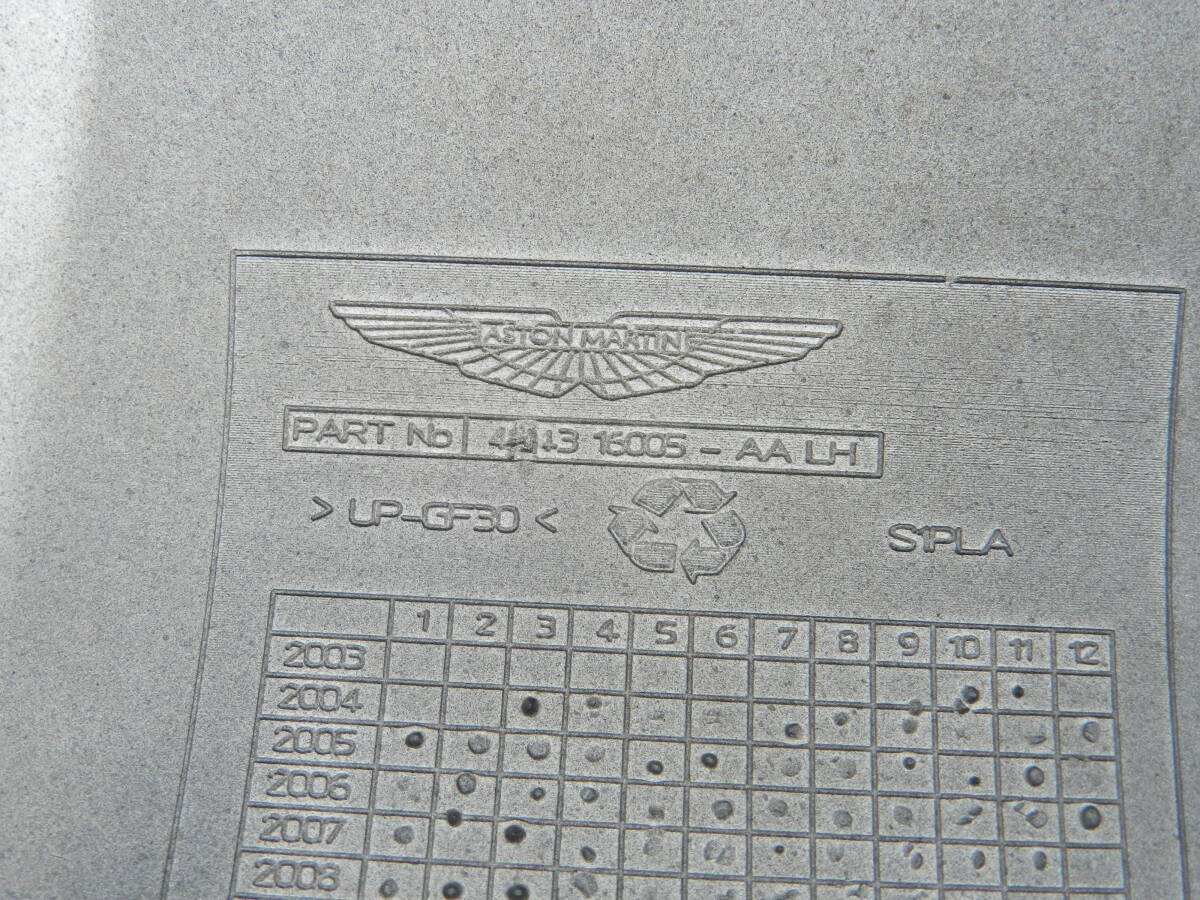 ASTON MARTIN
PART No 16005 - AA LH
> UP-GF30 <
S1PLA
1 2 3 4 5 6 7 8 9 10 11 12
2003
2004
2005
2006
2007
2008